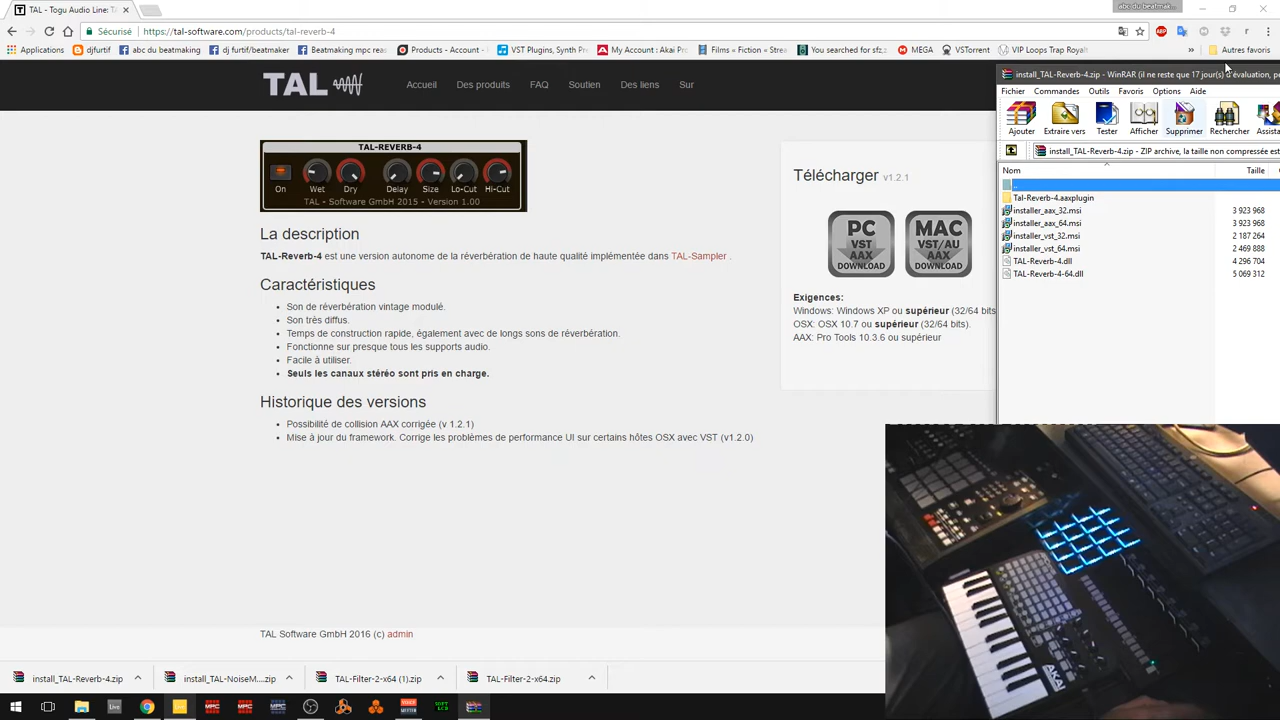 abc du beatmak...
TAL - Togu Audio Line: T
Sécurisé https://tal-software.com/products/tal-reverb-4
Applications djfurtif abc du beatmaking dj furtif/beatmaker Beatmaking mpc rea Products - Account - VST Plugins, Synth Pr My Account : Akai Pro Films « Fiction « Strea You searched for sfz, MEGA VSTorrent VIP Loops Trap Royalt » Autres favoris
install_TAL-Reverb-4.zip - WinRAR (il ne reste que 17 jour(s) d'évaluation, pe
Fichier Commandes Outils Favoris Options Aide
Ajouter Extraire vers Tester Afficher Supprimer Rechercher Assista
install_TAL-Reverb-4.zip - ZIP archive, la taille non compressée est
Nom Taille
..
Tal-Reverb-4.aaxplugin
installer_aax_32.msi 3 923 968
installer_aax_64.msi 3 923 968
installer_vst_32.msi 2 187 264
installer_vst_64.msi 2 469 888
TAL-Reverb-4.dll 4 296 704
TAL-Reverb-4-64.dll 5 069 312
TAL Accueil Des produits FAQ Soutien Des liens Sur
TAL-REVERB-4
On Wet Dry Delay Size Lo-Cut Hi-Cut
TAL - Software GmbH 2015 - Version 1.00
La description
TAL-Reverb-4 est une version autonome de la réverbération de haute qualité implémentée dans TAL-Sampler .
Caractéristiques
Son de réverbération vintage modulé.
Son très diffus.
Temps de construction rapide, également avec de longs sons de réverbération.
Fonctionne sur presque tous les supports audio.
Facile à utiliser.
Seuls les canaux stéréo sont pris en charge.
Historique des versions
Possibilité de collision AAX corrigée (v 1.2.1)
Mise à jour du framework. Corrige les problèmes de performance UI sur certains hôtes OSX avec VST (v1.2.0)
Télécharger v1.2.1
PC
VST
AAX
DOWNLOAD
MAC
VST/AU
AAX
DOWNLOAD
Exigences:
Windows: Windows XP ou supérieur (32/64 bits
OSX: OSX 10.7 ou supérieur (32/64 bits).
AAX: Pro Tools 10.3.6 ou supérieur
AKAI
TAL Software GmbH 2016 (c) admin
install_TAL-Reverb-4.zip install_TAL-NoiseM....zip TAL-Filter-2-x64 (1).zip TAL-Filter-2-x64.zip
Live MPC MPC MPC